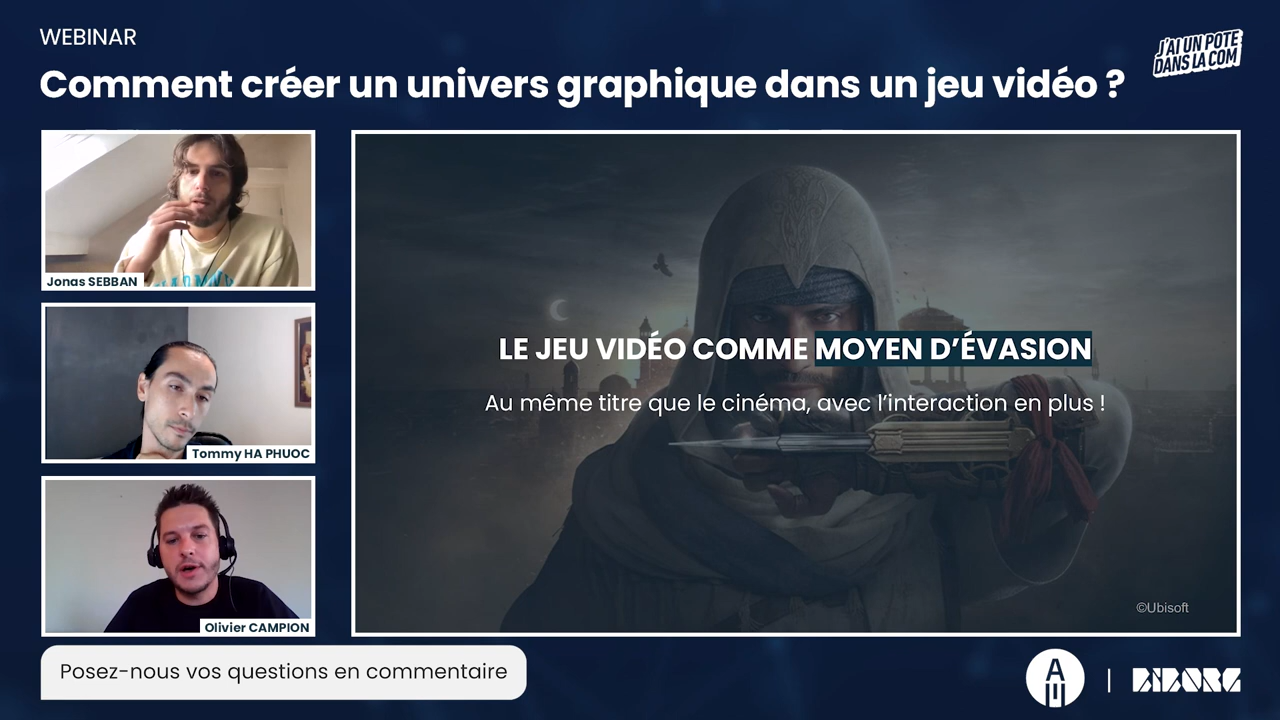 WEBINAR
Comment créer un univers graphique dans un jeu vidéo ?
J'AI UN POTE
DANS LA COM
Jonas SEBBAN
Tommy HA PHUOC
Olivier CAMPION
LE JEU VIDÉO COMME MOYEN D’ÉVASION
Au même titre que le cinéma, avec l’interaction en plus !
©Ubisoft
Posez-nous vos questions en commentaire
BIBORG